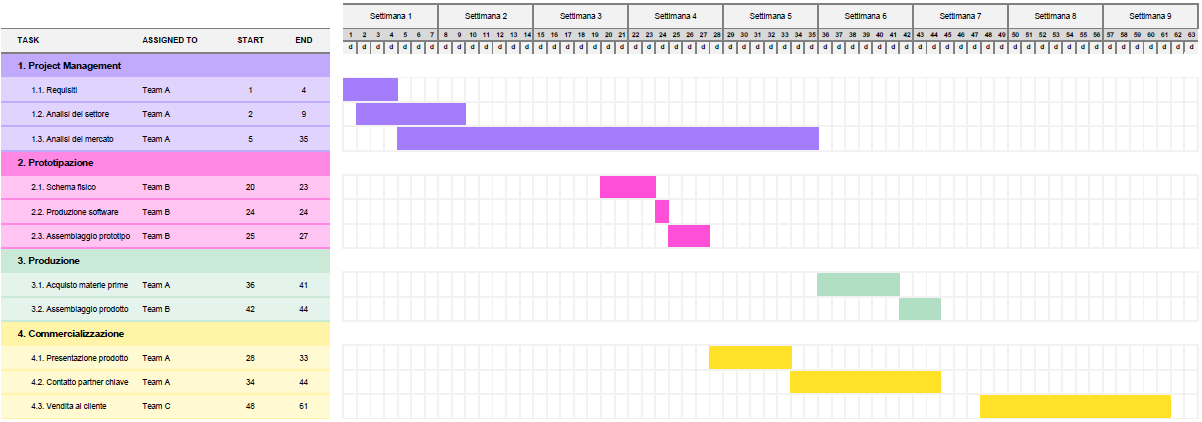 Settimana 1 Settimana 2 Settimana 3 Settimana 4 Settimana 5 Settimana 6 Settimana 7 Settimana 8 Settimana 9
1 2 3 4 5 6 7 8 9 10 11 12 13 14 15 16 17 18 19 20 21 22 23 24 25 26 27 28 29 30 31 32 33 34 35 36 37 38 39 40 41 42 43 44 45 46 47 48 49 50 51 52 53 54 55 56 57 58 59 60 61 62 63
TASK ASSIGNED TO START END
d d d d d d d d d d d d d d d d d d d d d d d d d d d d d d d d d d d d d d d d d d d d d d d d d d d d d d d d d d d d d d d
1. Project Management
1.1. Requisiti Team A 1 4
1.2. Analisi del settore Team A 2 9
1.3. Analisi del mercato Team A 5 35
2. Prototipazione
2.1. Schema fisico Team B 20 23
2.2. Produzione software Team B 24 24
2.3. Assemblaggio prototipo Team B 25 27
3. Produzione
3.1. Acquisto materie prime Team A 36 41
3.2. Assemblaggio prodotto Team B 42 44
4. Commercializzazione
4.1. Presentazione prodotto Team A 28 33
4.2. Contatto partner chiave Team A 34 44
4.3. Vendita al cliente Team C 48 61